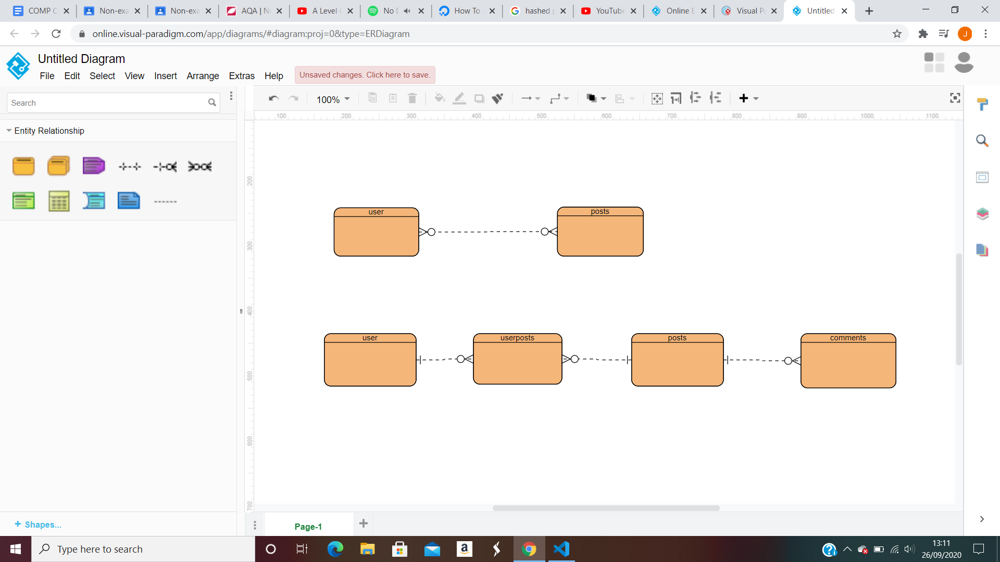 COMP C
Non-exa
Non-exa
AQA | N
A Level
No
How To
hashed
YouTube
Online E
Visual P
Untitled
online.visual-paradigm.com/app/diagrams/#diagram:proj=0&type=ERDiagram
J
Untitled Diagram
File Edit Select View Insert Arrange Extras Help
Unsaved changes. Click here to save.
Search
100%
100 200 300 400 500 600 700 800 900 1000 1100
Entity Relationship
200
300
400
500
600
700
user
posts
user
userposts
posts
comments
+ Shapes...
Page-1
Type here to search
13:11
26/09/2020